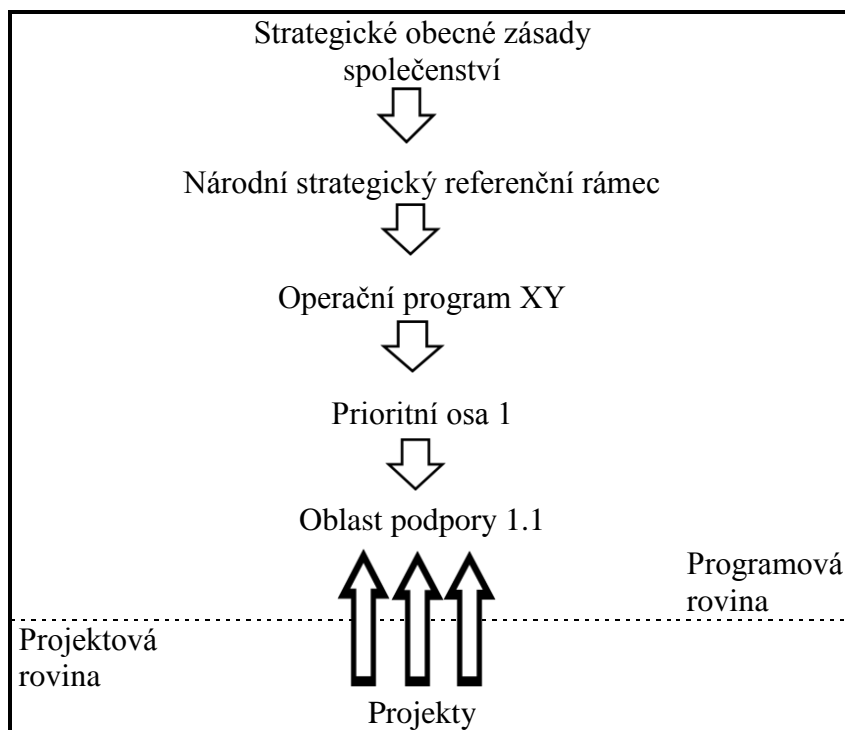 Strategické obecné zásady
společenství
Národní strategický referenční rámec
Operační program XY
Prioritní osa 1
Oblast podpory 1.1
Programová
rovina
Projektová
rovina
Projekty